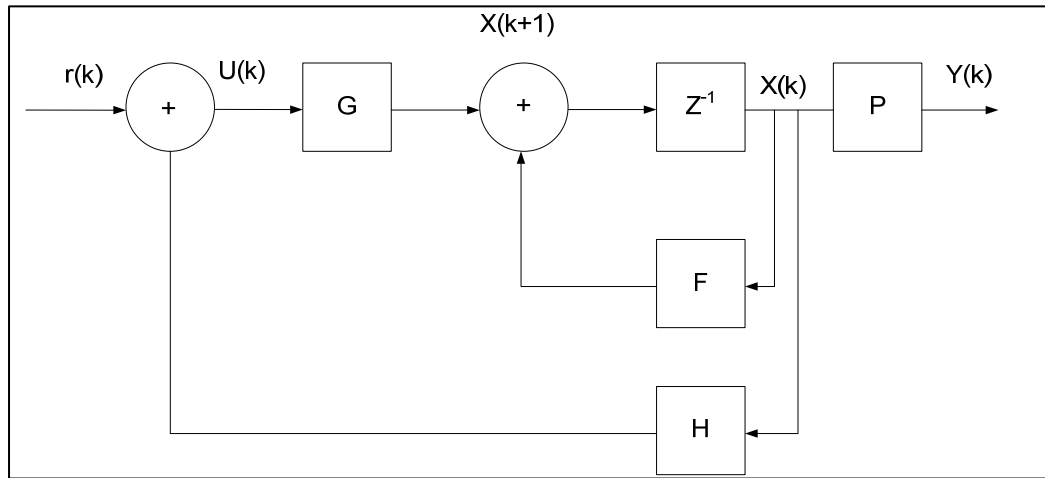 X(k+1)
r(k)
U(k)
X(k)
Y(k)
+
G
+
Z⁻¹
P
F
H